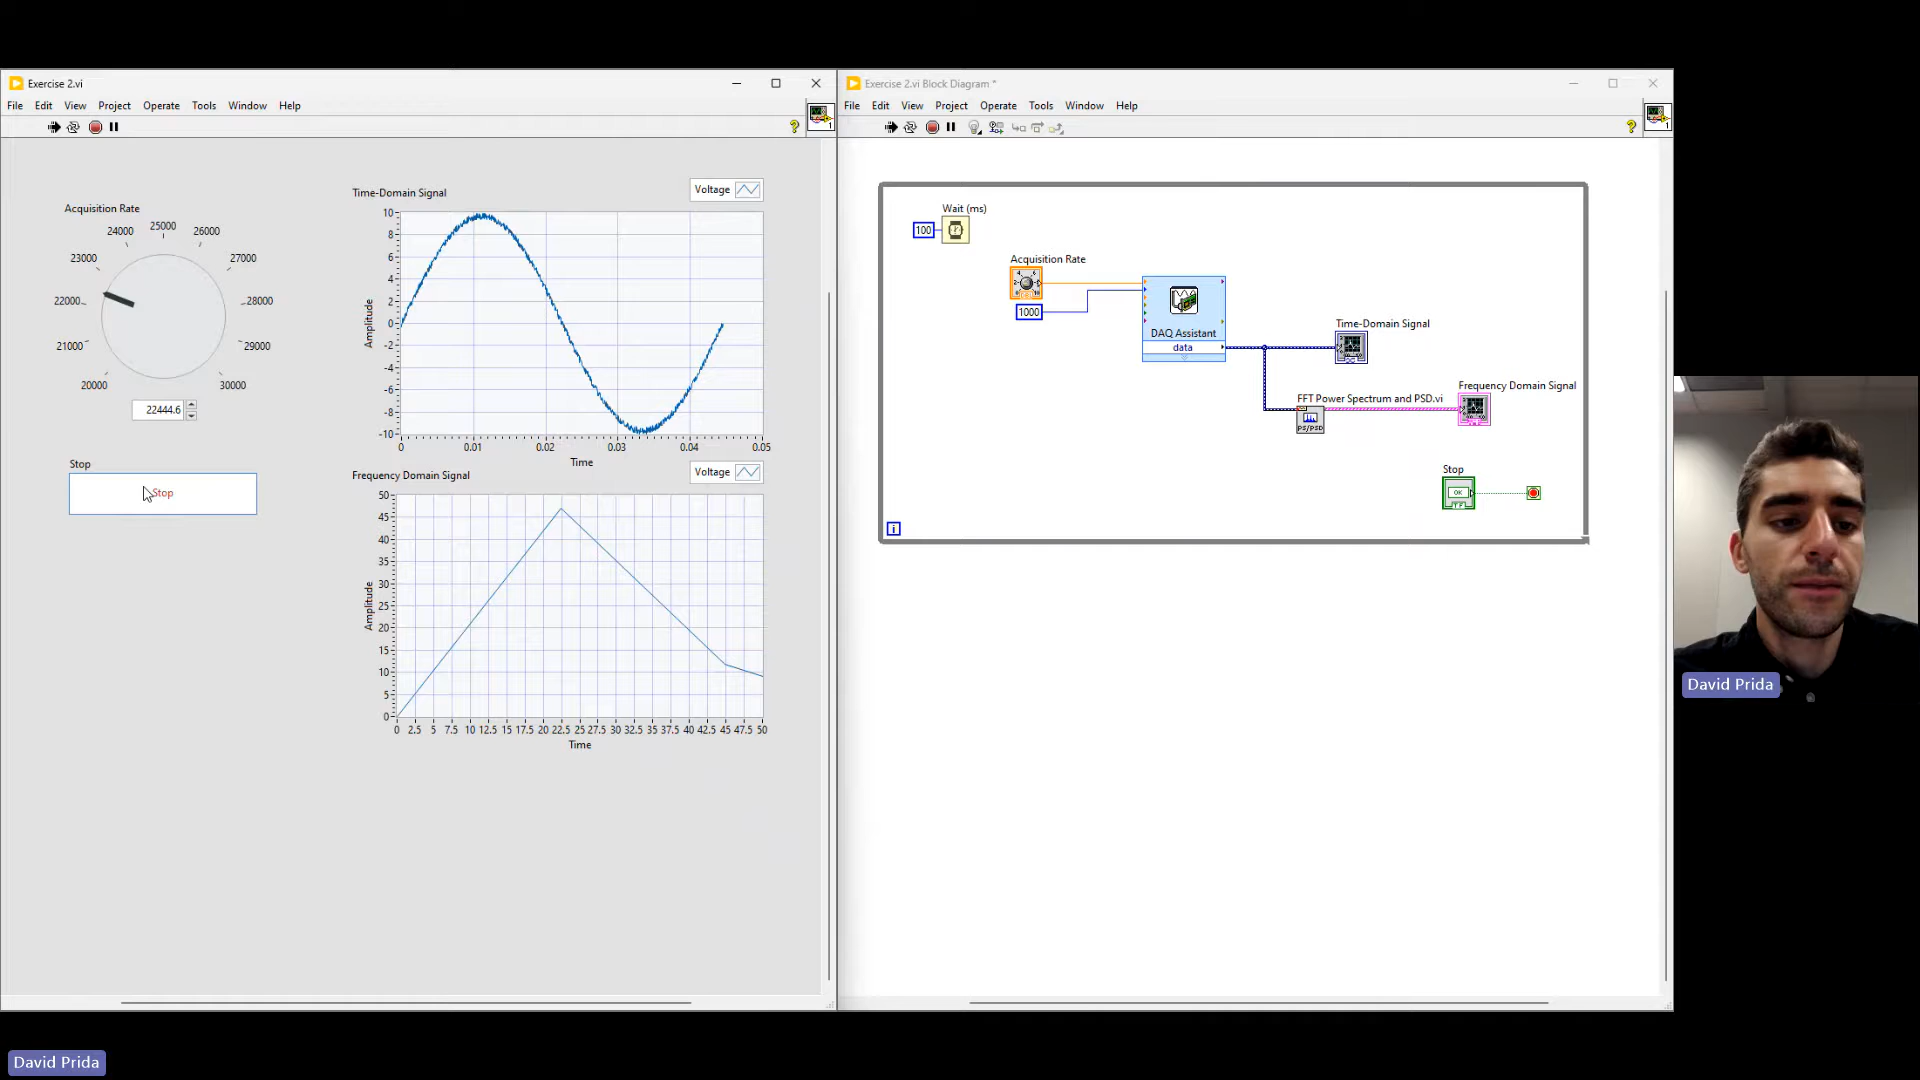 Exercise 2.vi
File Edit View Project Operate Tools Window Help
Acquisition Rate
20000
21000
22000
23000
24000
25000
26000
27000
28000
29000
30000
22444.6
Stop
Stop
Time-Domain Signal
Voltage
Amplitude
10
8
6
4
2
0
-2
-4
-6
-8
-10
0 0.01 0.02 0.03 0.04 0.05
Time
Frequency Domain Signal
Voltage
Amplitude
50
45
40
35
30
25
20
15
10
5
0
0 2.5 5 7.5 10 12.5 15 17.5 20 22.5 25 27.5 30 32.5 35 37.5 40 42.5 45 47.5 50
Time
Exercise 2.vi Block Diagram *
File Edit View Project Operate Tools Window Help
Wait (ms)
100
Acquisition Rate
1000
DAQ Assistant
data
Time-Domain Signal
Frequency Domain Signal
FFT Power Spectrum and PSD.vi
PS/PSD
Stop
OK
TF
i
David Prida
David Prida